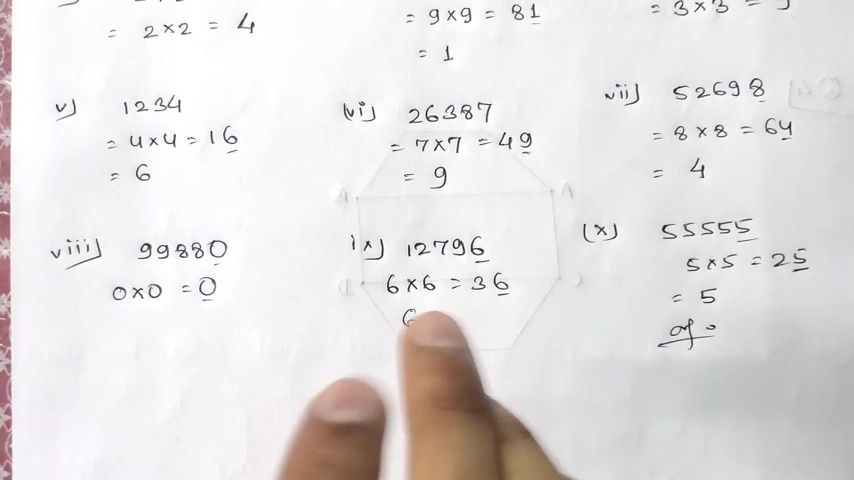 = 2×2 = 4
= 9×9 = 81
= 1
= 3×3 =
v) 1234
= 4×4 = 16
= 6
(vi) 26387
= 7×7 = 49
= 9
vii) 52698
= 8×8 = 64
= 4
viii) 99880
0×0 = 0
ix) 12796
6×6 = 36
6
(x) 55555
5×5 = 25
= 5